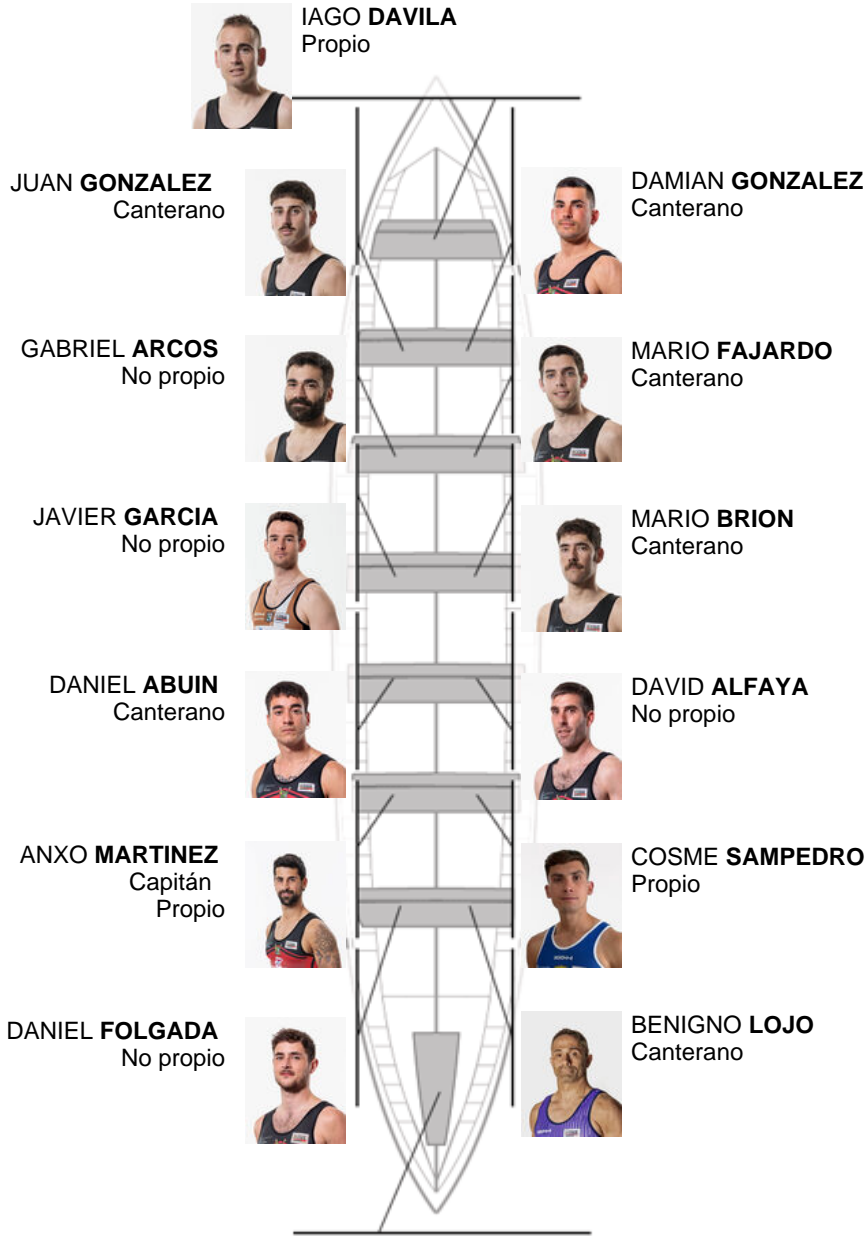 IAGO DAVILA
Propio
JUAN GONZALEZ
Canterano
DAMIAN GONZALEZ
Canterano
GABRIEL ARCOS
No propio
MARIO FAJARDO
Canterano
JAVIER GARCIA
No propio
MARIO BRION
Canterano
DANIEL ABUIN
Canterano
DAVID ALFAYA
No propio
ANXO MARTINEZ
Capitán
Propio
COSME SAMPEDRO
Propio
DANIEL FOLGADA
No propio
BENIGNO LOJO
Canterano